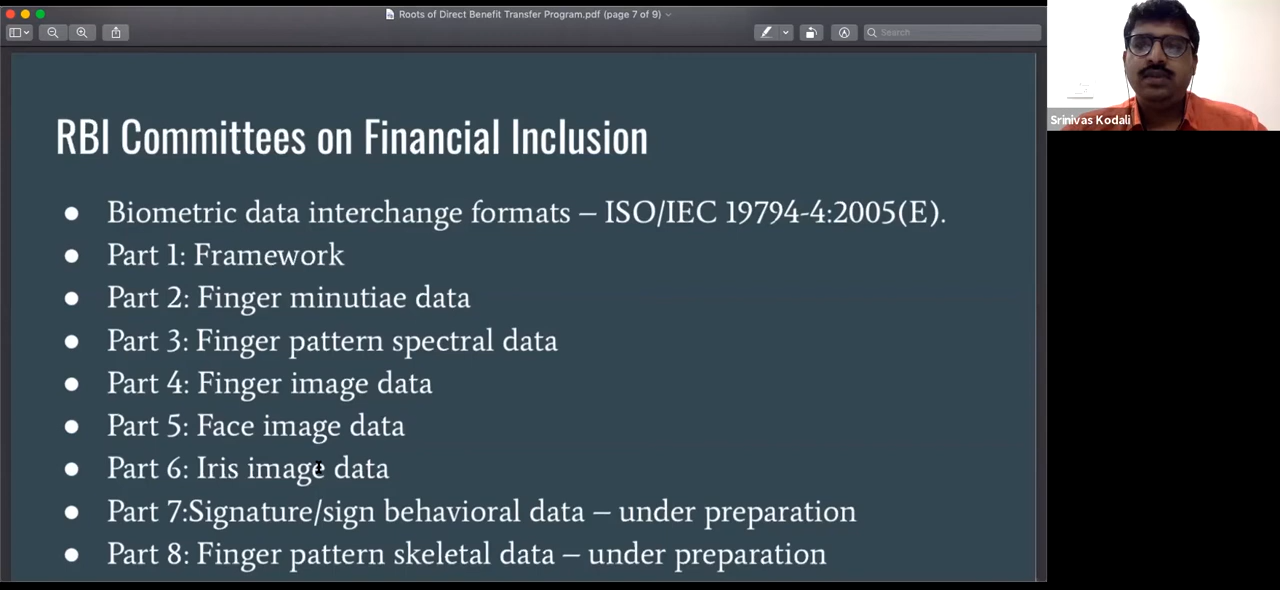 Roots of Direct Benefit Transfer Program.pdf (page 7 of 9)
Search
Srinivas Kodali
RBI Committees on Financial Inclusion
Biometric data interchange formats – ISO/IEC 19794-4:2005(E).
Part 1: Framework
Part 2: Finger minutiae data
Part 3: Finger pattern spectral data
Part 4: Finger image data
Part 5: Face image data
Part 6: Iris image data
Part 7:Signature/sign behavioral data – under preparation
Part 8: Finger pattern skeletal data – under preparation